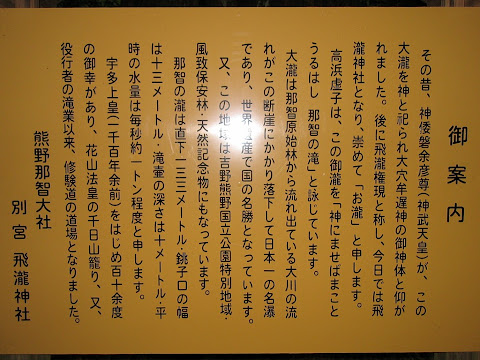 御案内
その昔、神倭磐余彦尊(神武天皇)が、この
大瀧を神と祀られ大穴牟遅神の御神体と仰が
れました。後に飛瀧権現と称し、今日では飛
瀧神社となり、崇めて「お瀧」と申します。
高浜虚子は、この御瀧を「神にませばまこと
うるはし 那智の滝」と詠じています。
大瀧は那智原始林から流れ出ている大川の流
れがこの断崖にかかり落下して日本一の名瀑
であり、世界遺産で国の名勝となっています。
又、この地域は吉野熊野国立公園特別地域・
風致保安林・天然記念物にもなっています。
那智の瀧は直下一三三メートル・銚子口の幅
は十三メートル・滝壷の深さは十メートル・平
時の水量は毎秒約一トン程度と申します。
宇多上皇(一千百年余前)をはじめ百十余度
の御幸があり、花山法皇の千日山籠り、又、
役行者の滝業以来、修験道の道場となりました。
熊野那智大社
別宮 飛瀧神社